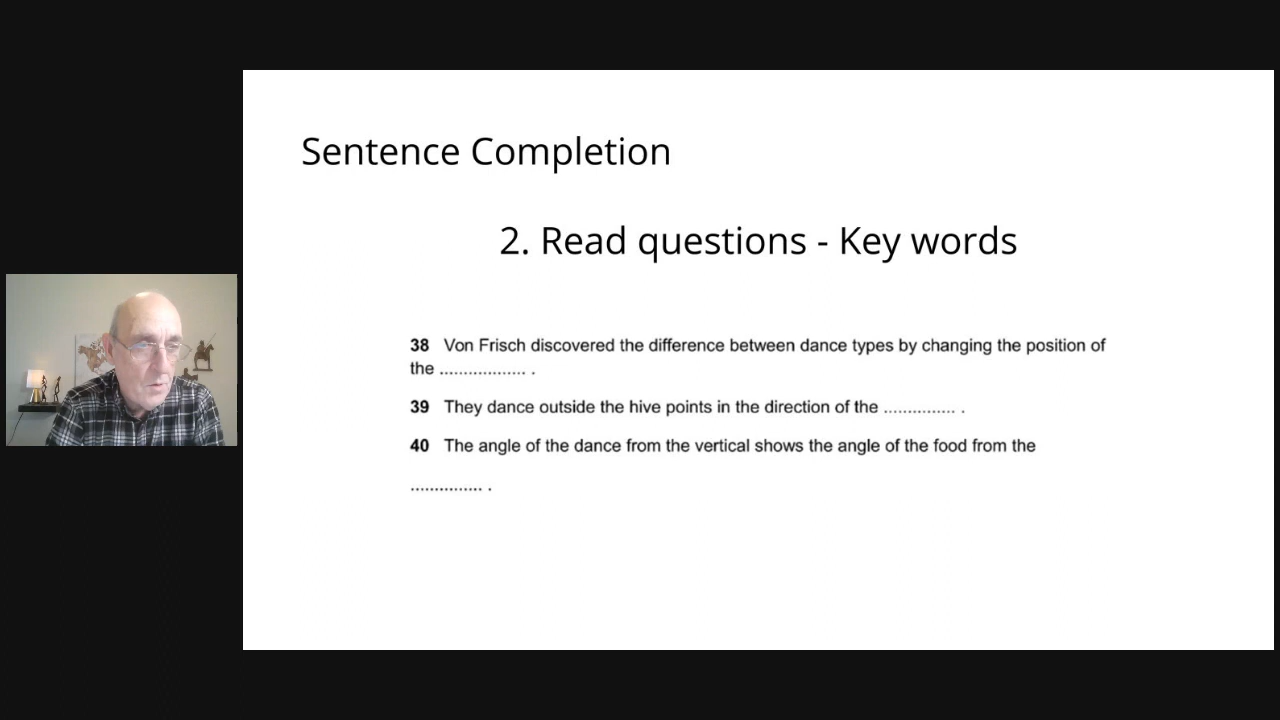 Sentence Completion
2. Read questions - Key words
38 Von Frisch discovered the difference between dance types by changing the position of
the .................. .
39 They dance outside the hive points in the direction of the ............... .
40 The angle of the dance from the vertical shows the angle of the food from the
............... .